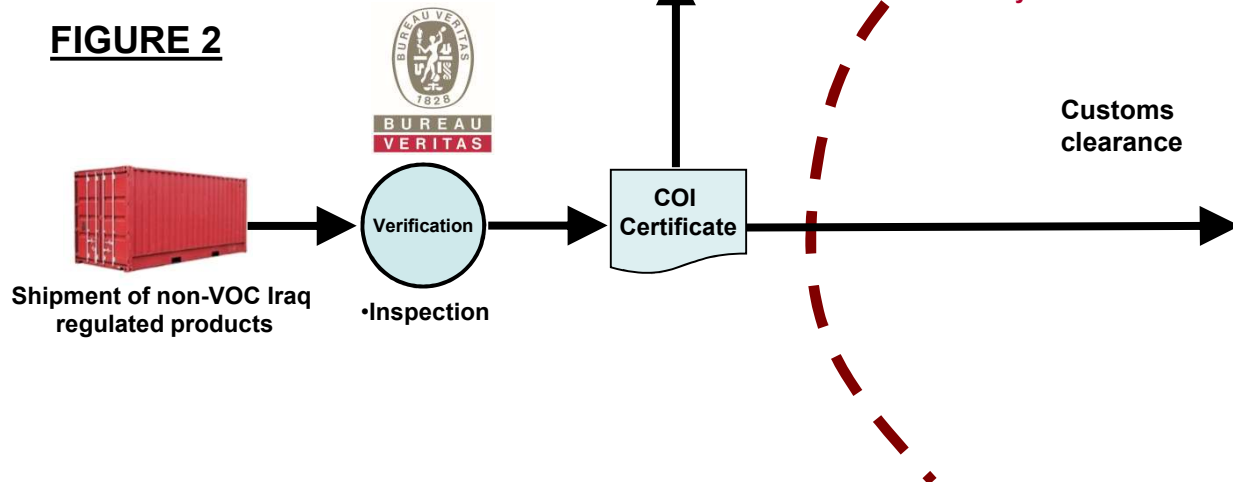 FIGURE 2
BUREAU VERITAS
1828
BUREAU
VERITAS
Customs
clearance
COI
Certificate
Verification
Shipment of non-VOC Iraq
regulated products
•Inspection